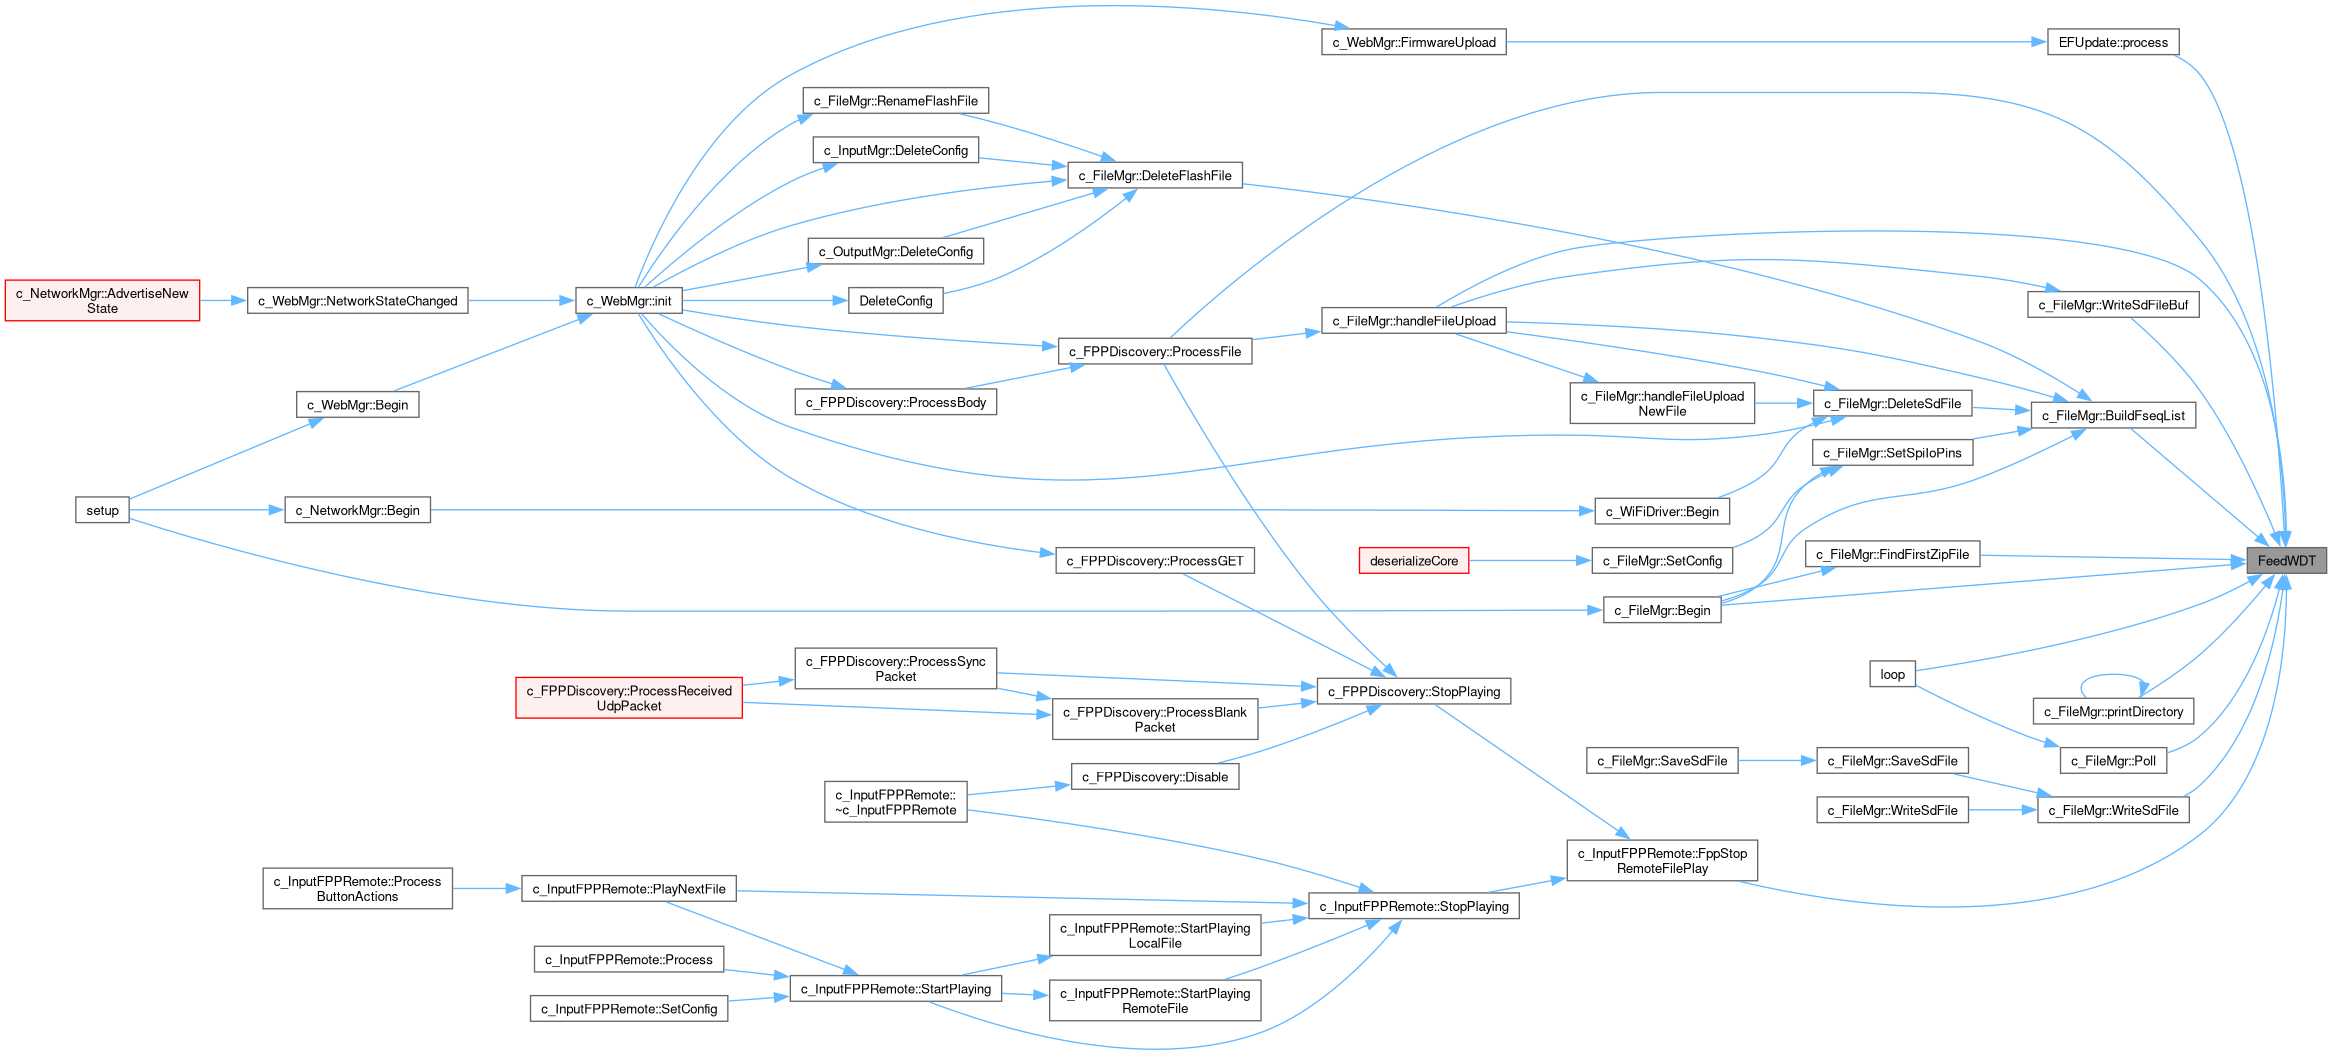 c_WebMgr::FirmwareUpload
EFUpdate::process
c_FileMgr::RenameFlashFile
c_InputMgr::DeleteConfig
c_FileMgr::DeleteFlashFile
c_OutputMgr::DeleteConfig
c_NetworkMgr::AdvertiseNew
State
c_WebMgr::NetworkStateChanged
c_WebMgr::init
DeleteConfig
c_FileMgr::WriteSdFileBuf
c_FileMgr::handleFileUpload
c_FPPDiscovery::ProcessFile
c_WebMgr::Begin
c_FPPDiscovery::ProcessBody
c_FileMgr::handleFileUpload
NewFile
c_FileMgr::DeleteSdFile
c_FileMgr::BuildFseqList
c_FileMgr::SetSpiIoPins
setup
c_NetworkMgr::Begin
c_WiFiDriver::Begin
c_FPPDiscovery::ProcessGET
deserializeCore
c_FileMgr::SetConfig
c_FileMgr::FindFirstZipFile
FeedWDT
c_FileMgr::Begin
c_FPPDiscovery::ProcessSync
Packet
loop
c_FPPDiscovery::ProcessReceived
UdpPacket
c_FPPDiscovery::StopPlaying
c_FPPDiscovery::ProcessBlank
Packet
c_FileMgr::printDirectory
c_FileMgr::SaveSdFile
c_FileMgr::SaveSdFile
c_FileMgr::Poll
c_FPPDiscovery::Disable
c_InputFPPRemote::
~c_InputFPPRemote
c_FileMgr::WriteSdFile
c_FileMgr::WriteSdFile
c_InputFPPRemote::FppStop
RemoteFilePlay
c_InputFPPRemote::Process
ButtonActions
c_InputFPPRemote::PlayNextFile
c_InputFPPRemote::StopPlaying
c_InputFPPRemote::StartPlaying
LocalFile
c_InputFPPRemote::Process
c_InputFPPRemote::StartPlaying
c_InputFPPRemote::StartPlaying
RemoteFile
c_InputFPPRemote::SetConfig